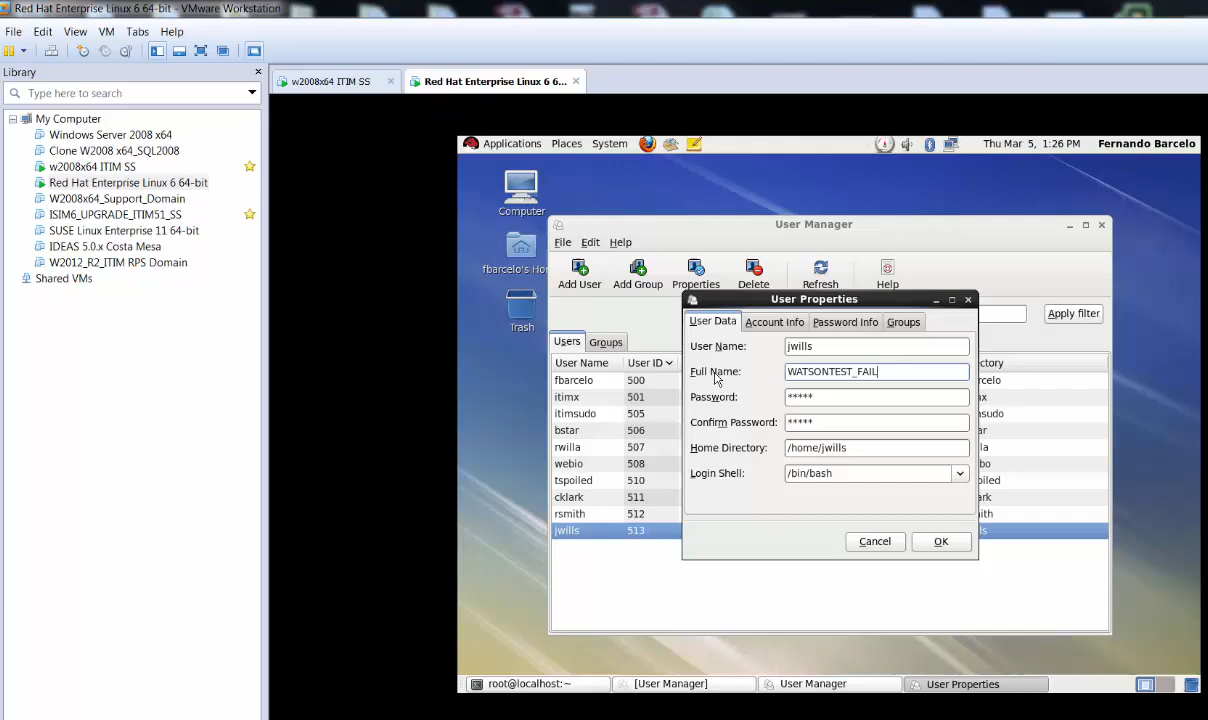 Red Hat Enterprise Linux 6 64-bit - VMware Workstation
File Edit View VM Tabs Help
Library
Type here to search
My Computer
Windows Server 2008 x64
Clone W2008 x64_SQL2008
w2008x64 ITIM SS
Red Hat Enterprise Linux 6 64-bit
W2008x64_Support_Domain
ISIM6_UPGRADE_ITIM51_SS
SUSE Linux Enterprise 11 64-bit
IDEAS 5.0.x Costa Mesa
W2012_R2_ITIM RPS Domain
Shared VMs
w2008x64 ITIM SS
Red Hat Enterprise Linux 6 6...
Applications Places System Thu Mar 5, 1:26 PM Fernando Barcelo
Computer
fbarcelo's Ho
Trash
User Manager
File Edit Help
Add User Add Group Properties Delete Refresh Help
Apply filter
Users Groups
User Name User ID ctory
fbarcelo 500 rcelo
itimx 501 x
itimsudo 505 udo
bstar 506 r
rwilla 507 a
webio 508 o
tspoiled 510 led
cklark 511 rk
rsmith 512 th
jwills 513 ls
User Properties
User Data Account Info Password Info Groups
User Name: jwills
Full Name: WATSONTEST_FAIL
Password: *****
Confirm Password: *****
Home Directory: /home/jwills
Login Shell: /bin/bash
Cancel OK
root@localhost:~ [User Manager] User Manager User Properties